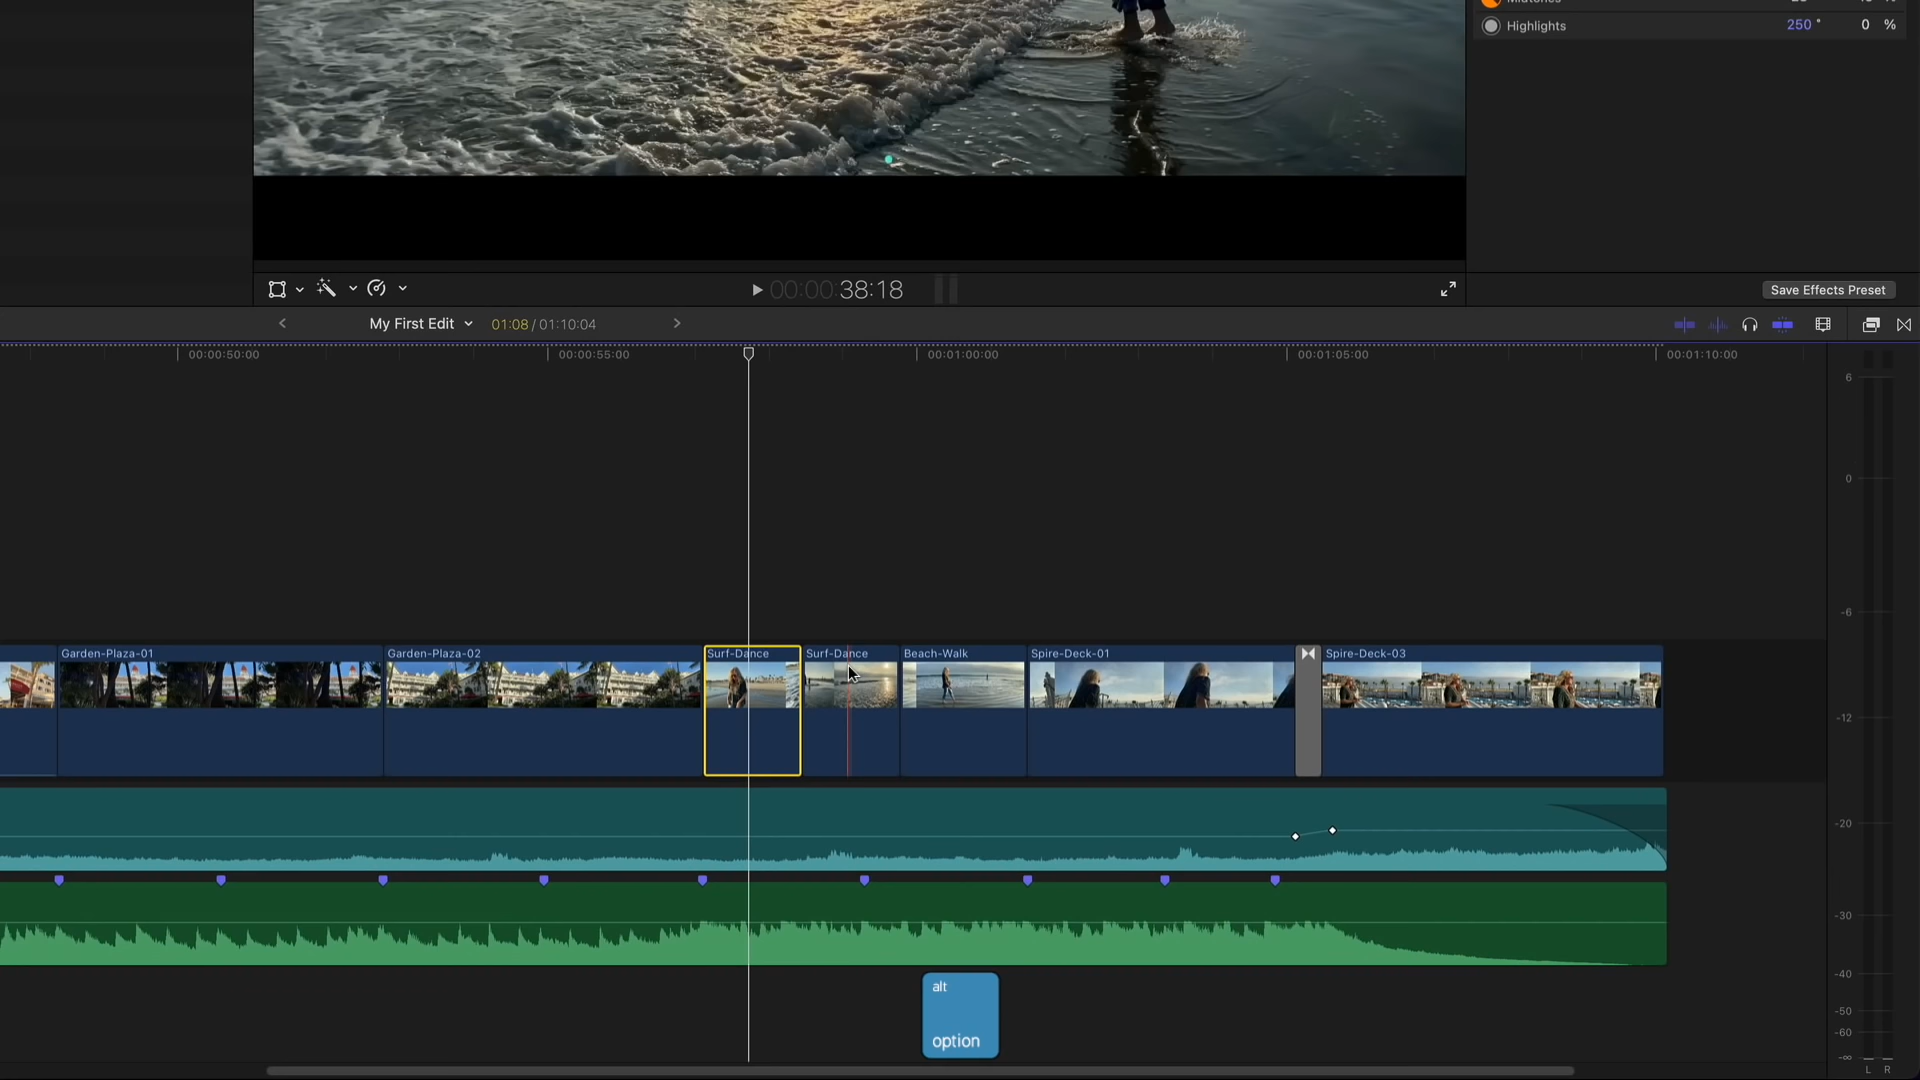 Midtones
Highlights 250 ° 0 %
00:00:38:18
Save Effects Preset
My First Edit 01:08 / 01:10:04
00:00:50:00 00:00:55:00 00:01:00:00 00:01:05:00 00:01:10:00
6
0
-6
-12
-20
-30
-40
-50
-60
-∞
L R
Garden-Plaza-01 Garden-Plaza-02 Surf-Dance Surf-Dance Beach-Walk Spire-Deck-01 Spire-Deck-03
alt
option